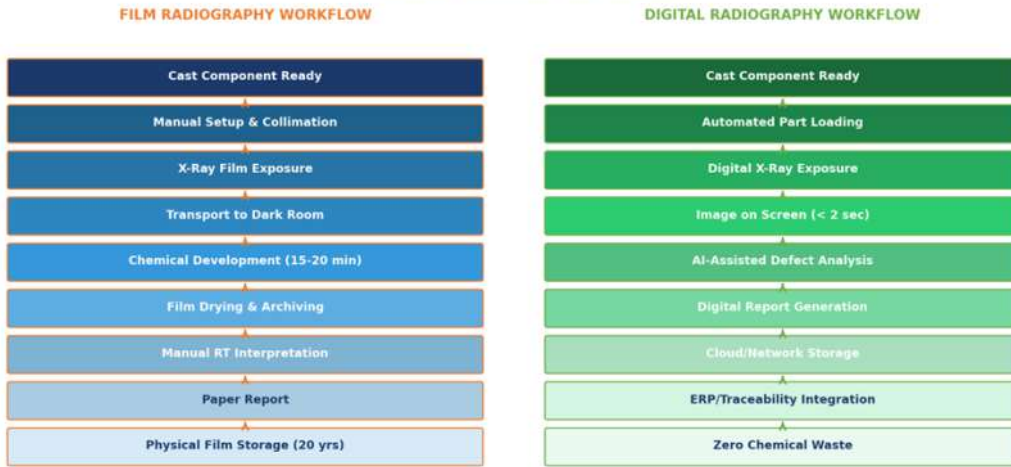 FILM RADIOGRAPHY WORKFLOW
Cast Component Ready
Manual Setup & Collimation
X-Ray Film Exposure
Transport to Dark Room
Chemical Development (15-20 min)
Film Drying & Archiving
Manual RT Interpretation
Paper Report
Physical Film Storage (20 yrs)
DIGITAL RADIOGRAPHY WORKFLOW
Cast Component Ready
Automated Part Loading
Digital X-Ray Exposure
Image on Screen (< 2 sec)
AI-Assisted Defect Analysis
Digital Report Generation
Cloud/Network Storage
ERP/Traceability Integration
Zero Chemical Waste